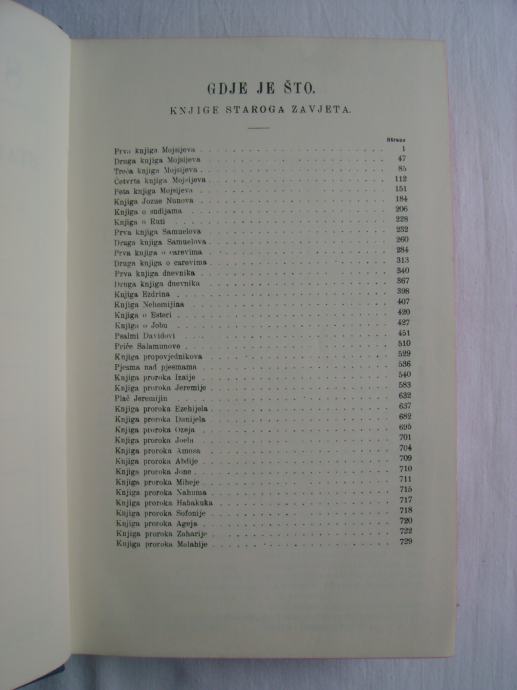 GDJE JE ŠTO.
KNJIGE STAROGA ZAVJETA.
Strana
Prva knjiga Mojsijeva 1
Druga knjiga Mojsijeva 47
Treća knjiga Mojsijeva 85
Četvrta knjiga Mojsijeva 112
Peta knjiga Mojsijeva 151
Knjiga Jozue Nunova 184
Knjiga o sudijama 206
Knjiga o Ruti 228
Prva knjiga Samuelova 232
Druga knjiga Samuelova 260
Prva knjiga o carevima 284
Druga knjiga o carevima 313
Prva knjiga dnevnika 340
Druga knjiga dnevnika 367
Knjiga Ezdrina 398
Knjiga Nehemijina 407
Knjiga o Esteri 420
Knjiga o Jobu 427
Psalmi Davidovi 451
Priče Salamunove 510
Knjiga propovjednikova 529
Pjesma nad pjesmama 536
Knjiga proroka Izaije 540
Knjiga proroka Jeremije 583
Plač Jeremijin 632
Knjiga proroka Ezehijela 637
Knjiga proroka Danijela 682
Knjiga proroka Ozeja 695
Knjiga proroka Joela 701
Knjiga proroka Amosa 704
Knjiga proroka Abdije 709
Knjiga proroka Jone 710
Knjiga proroka Miheje 711
Knjiga proroka Nahuma 715
Knjiga proroka Habakuka 717
Knjiga proroka Sofonije 718
Knjiga proroka Ageja 720
Knjiga proroka Zaharije 722
Knjiga proroka Malahije 729